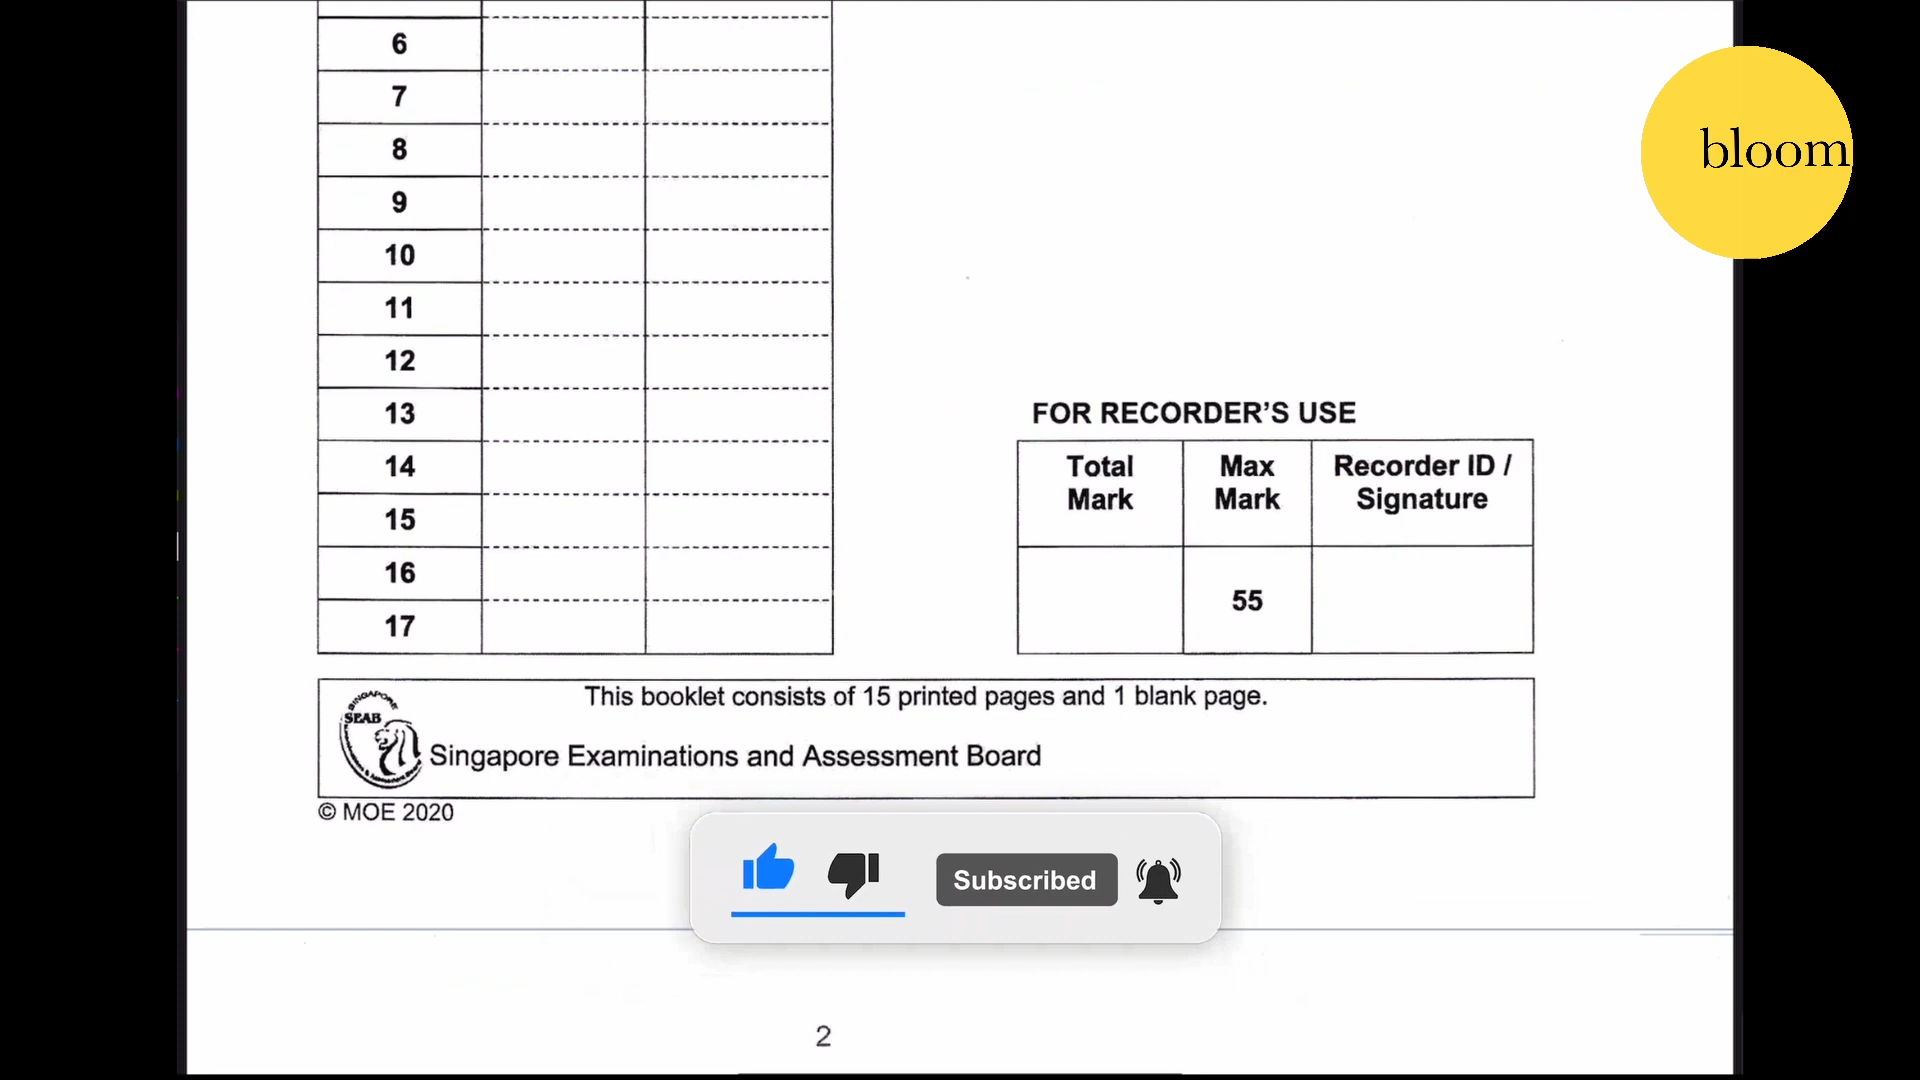 6
7
8
9
10
11
12
13
14
15
16
17
bloom
FOR RECORDER'S USE
Total Mark
Max Mark
Recorder ID / Signature
55
This booklet consists of 15 printed pages and 1 blank page.
SINGAPORE
SEAB
Singapore Examinations and Assessment Board
© MOE 2020
Subscribed
2